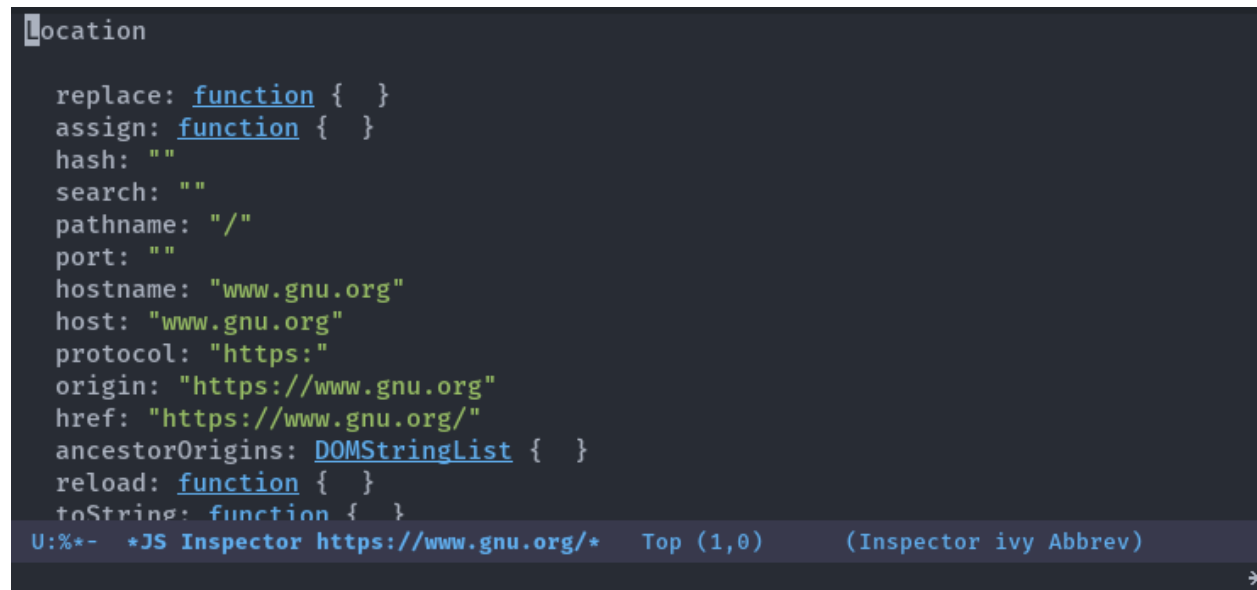 Location
replace: function {  }
assign: function {  }
hash: ""
search: ""
pathname: "/"
port: ""
hostname: "www.gnu.org"
host: "www.gnu.org"
protocol: "https:"
origin: "https://www.gnu.org"
href: "https://www.gnu.org/"
ancestorOrigins: DOMStringList {  }
reload: function {  }
toString: function {  }
U:%*-  *JS Inspector https://www.gnu.org/*   Top (1,0)     (Inspector ivy Abbrev)